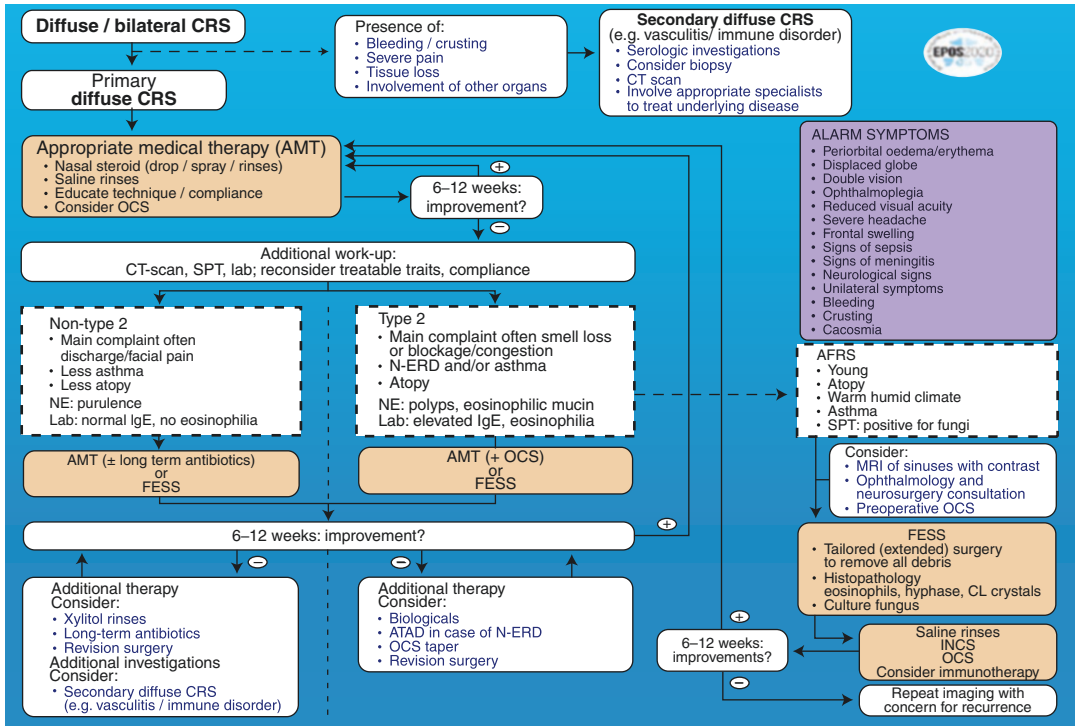 Diffuse / bilateral CRS
Primary
diffuse CRS
Presence of:
• Bleeding / crusting
• Severe pain
• Tissue loss
• Involvement of other organs
Secondary diffuse CRS
(e.g. vasculitis/ immune disorder)
• Serologic investigations
• Consider biopsy
• CT scan
• Involve appropriate specialists
to treat underlying disease
EPOS2020
Appropriate medical therapy (AMT)
• Nasal steroid (drop / spray / rinses)
• Saline rinses
• Educate technique / compliance
• Consider OCS
+
6–12 weeks:
improvement?
−
Additional work-up:
CT-scan, SPT, lab; reconsider treatable traits, compliance
Non-type 2
• Main complaint often
discharge/facial pain
• Less asthma
• Less atopy
NE: purulence
Lab: normal IgE, no eosinophilia
Type 2
• Main complaint often smell loss
or blockage/congestion
• N-ERD and/or asthma
• Atopy
NE: polyps, eosinophilic mucin
Lab: elevated IgE, eosinophilia
AMT (± long term antibiotics)
or
FESS
AMT (+ OCS)
or
FESS
6–12 weeks: improvement?
+
−
−
Additional therapy
Consider:
• Xylitol rinses
• Long-term antibiotics
• Revision surgery
Additional investigations
Consider:
• Secondary diffuse CRS
(e.g. vasculitis / immune disorder)
Additional therapy
Consider:
• Biologicals
• ATAD in case of N-ERD
• OCS taper
• Revision surgery
ALARM SYMPTOMS
• Periorbital oedema/erythema
• Displaced globe
• Double vision
• Ophthalmoplegia
• Reduced visual acuity
• Severe headache
• Frontal swelling
• Signs of sepsis
• Signs of meningitis
• Neurological signs
• Unilateral symptoms
• Bleeding
• Crusting
• Cacosmia
AFRS
• Young
• Atopy
• Warm humid climate
• Asthma
• SPT: positive for fungi
Consider:
• MRI of sinuses with contrast
• Ophthalmology and
neurosurgery consultation
• Preoperative OCS
FESS
• Tailored (extended) surgery
to remove all debris
• Histopathology
eosinophils, hyphase, CL crystals
• Culture fungus
Saline rinses
INCS
OCS
Consider immunotherapy
+
6–12 weeks:
improvements?
−
Repeat imaging with
concern for recurrence